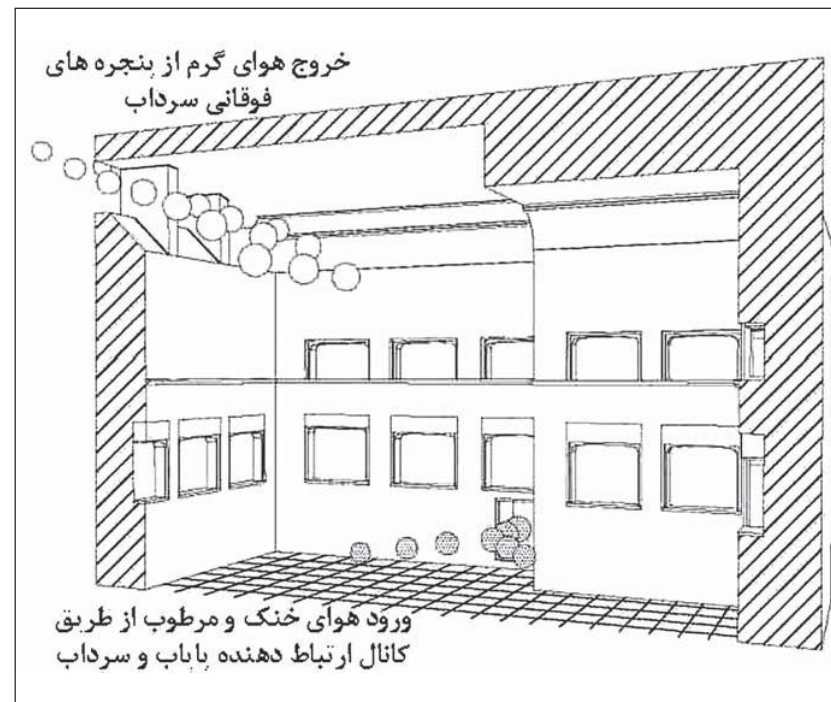 خروج هوای گرم از پنجره های
فوقانی سرداب
ورود هوای خنک و مرطوب از طریق
کانال ارتباط دهنده پایاب و سرداب